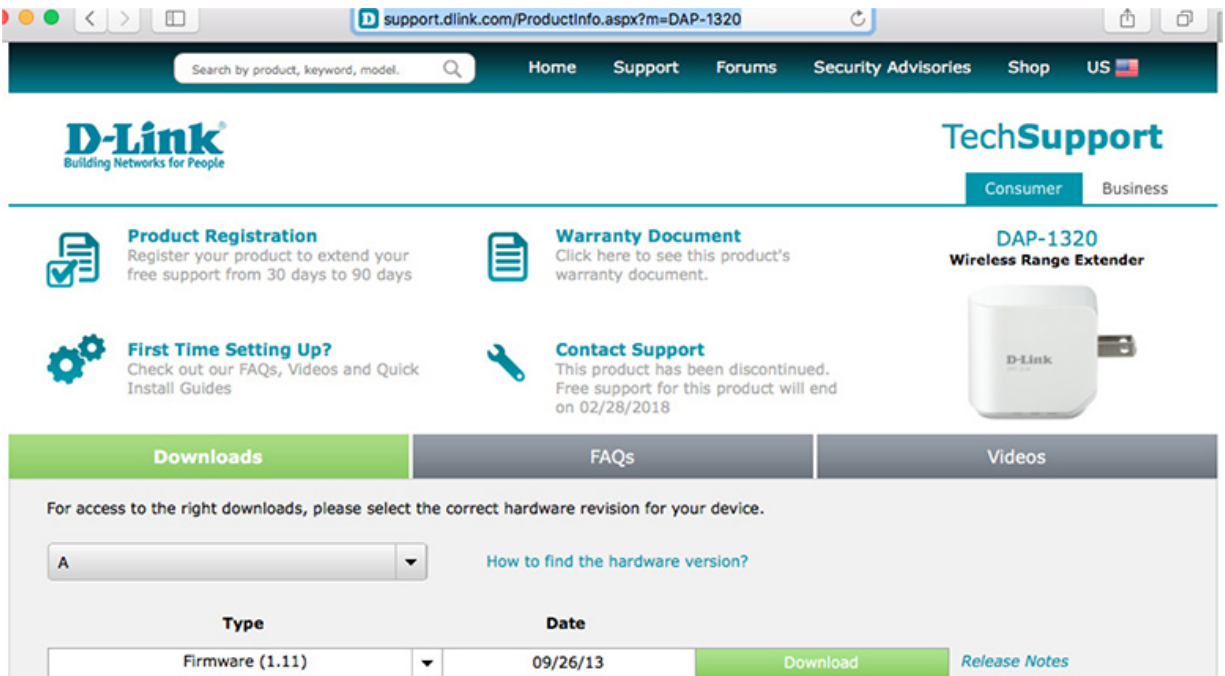 support.dlink.com/ProductInfo.aspx?m=DAP-1320
Search by product, keyword, model.
Home
Support
Forums
Security Advisories
Shop
US
D-Link
Building Networks for People
TechSupport
Consumer
Business
Product Registration
Register your product to extend your
free support from 30 days to 90 days
Warranty Document
Click here to see this product's
warranty document.
DAP-1320
Wireless Range Extender
First Time Setting Up?
Check out our FAQs, Videos and Quick
Install Guides
Contact Support
This product has been discontinued.
Free support for this product will end
on 02/28/2018
D-Link
Downloads
FAQs
Videos
For access to the right downloads, please select the correct hardware revision for your device.
A
How to find the hardware version?
Type
Date
Firmware (1.11)
09/26/13
Download
Release Notes